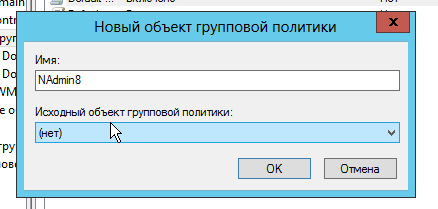 Новый объект групповой политики
X
Имя:
NAdmin8
Исходный объект групповой политики:
(нет)
OK
Отмена